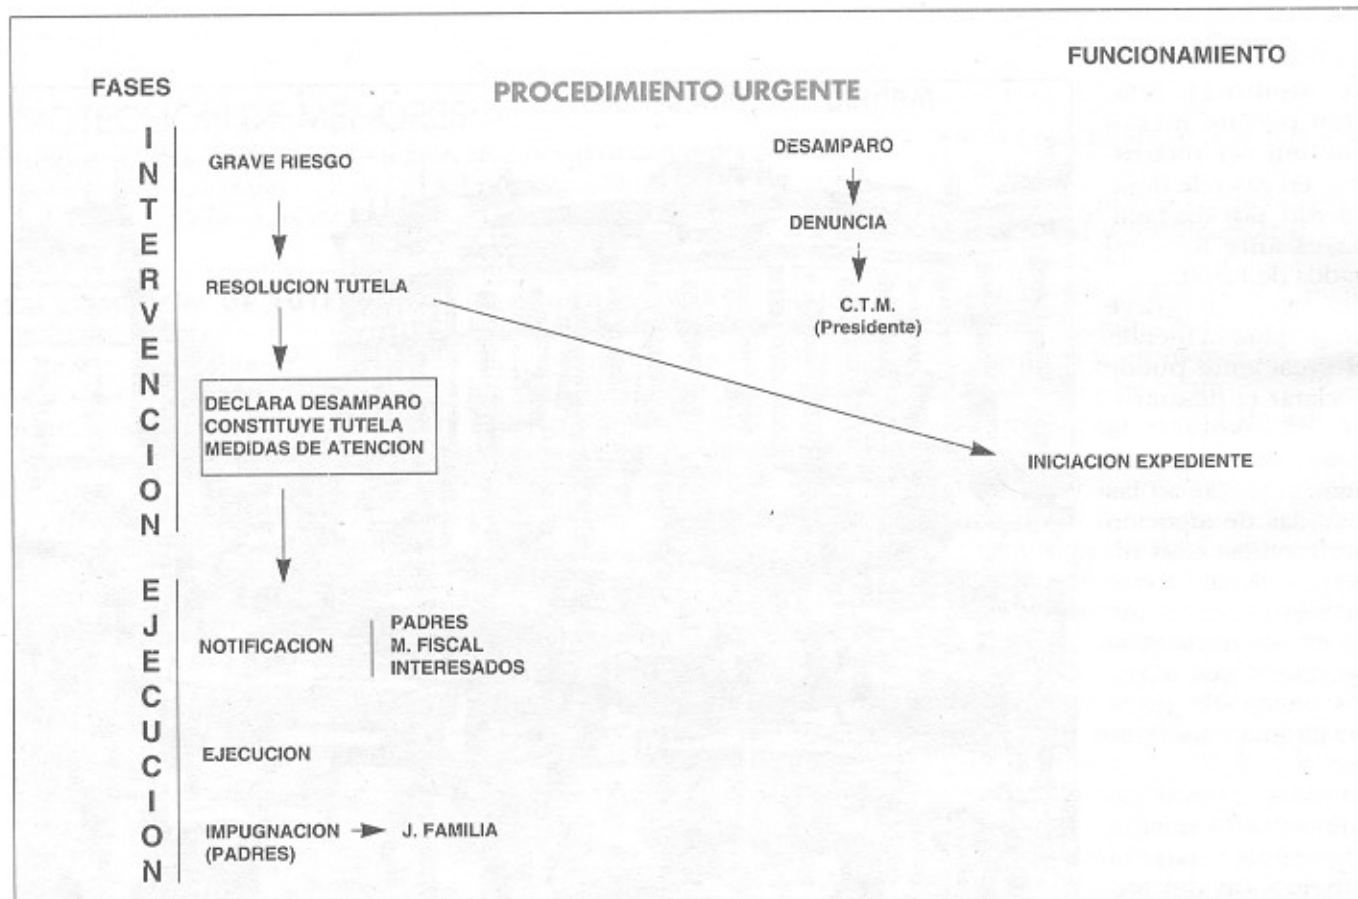 FUNCIONAMIENTO
FASES
PROCEDIMIENTO URGENTE
INTERVENCION
GRAVE RIESGO
DESAMPARO
DENUNCIA
RESOLUCION TUTELA
C.T.M.
(Presidente)
DECLARA DESAMPARO
CONSTITUYE TUTELA
MEDIDAS DE ATENCION
INICIACION EXPEDIENTE
EJECUCION
NOTIFICACION
PADRES
M. FISCAL
INTERESADOS
EJECUCION
IMPUGNACION
(PADRES)
J. FAMILIA